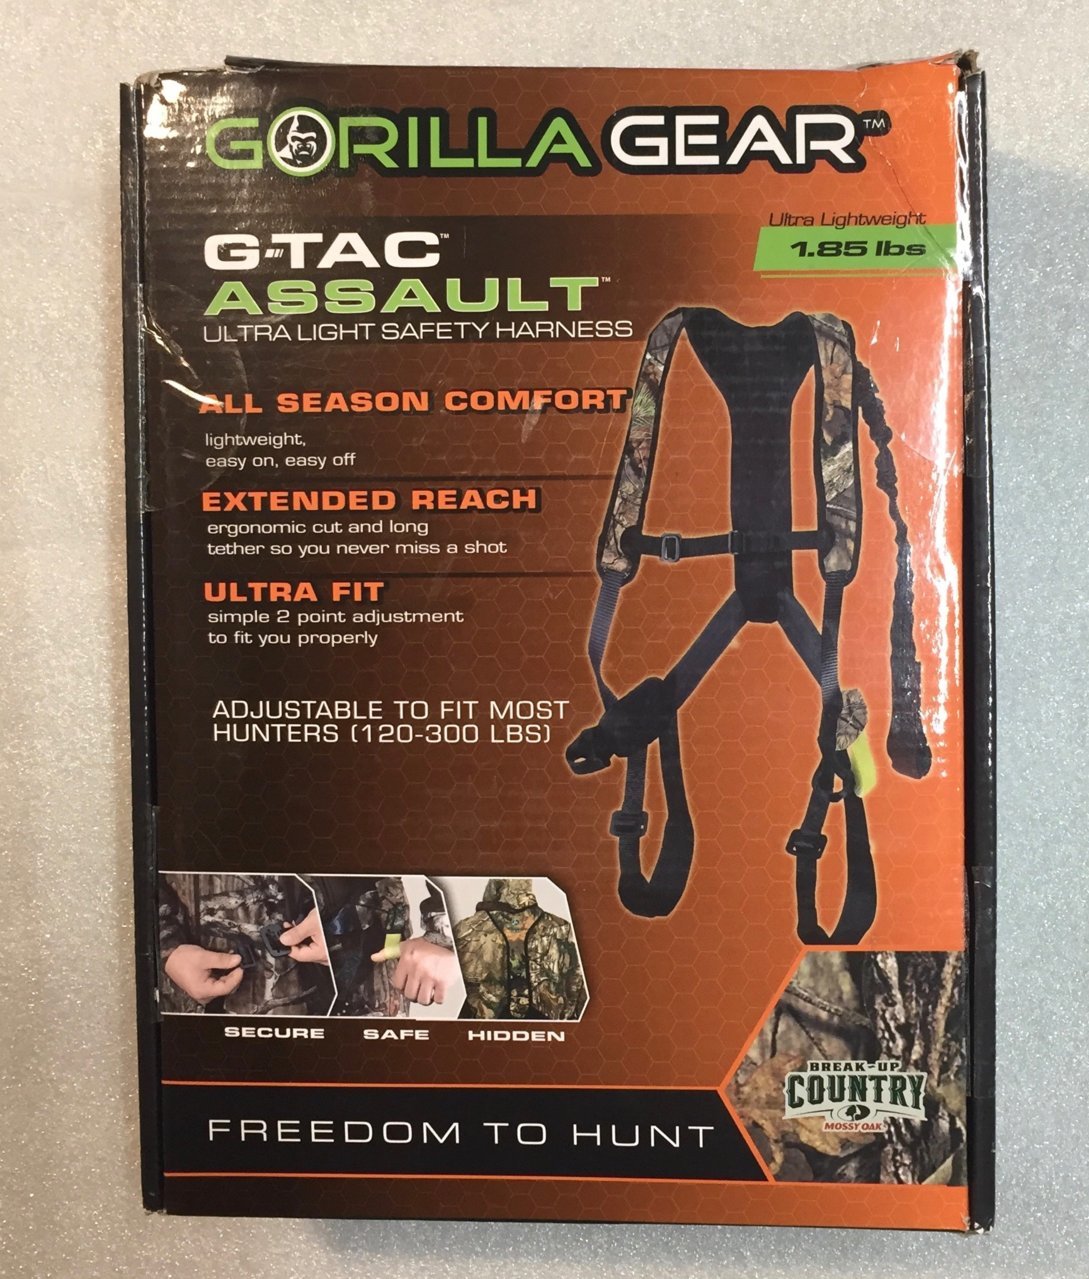 GORILLA GEAR™
Ultra Lightweight
1.85 lbs
G-TAC™
ASSAULT™
ULTRA LIGHT SAFETY HARNESS
ALL SEASON COMFORT
lightweight,
easy on, easy off
EXTENDED REACH
ergonomic cut and long
tether so you never miss a shot
ULTRA FIT
simple 2 point adjustment
to fit you properly
ADJUSTABLE TO FIT MOST
HUNTERS (120-300 LBS)
SECURE SAFE HIDDEN
BREAK-UP
COUNTRY
MOSSY OAK
FREEDOM TO HUNT